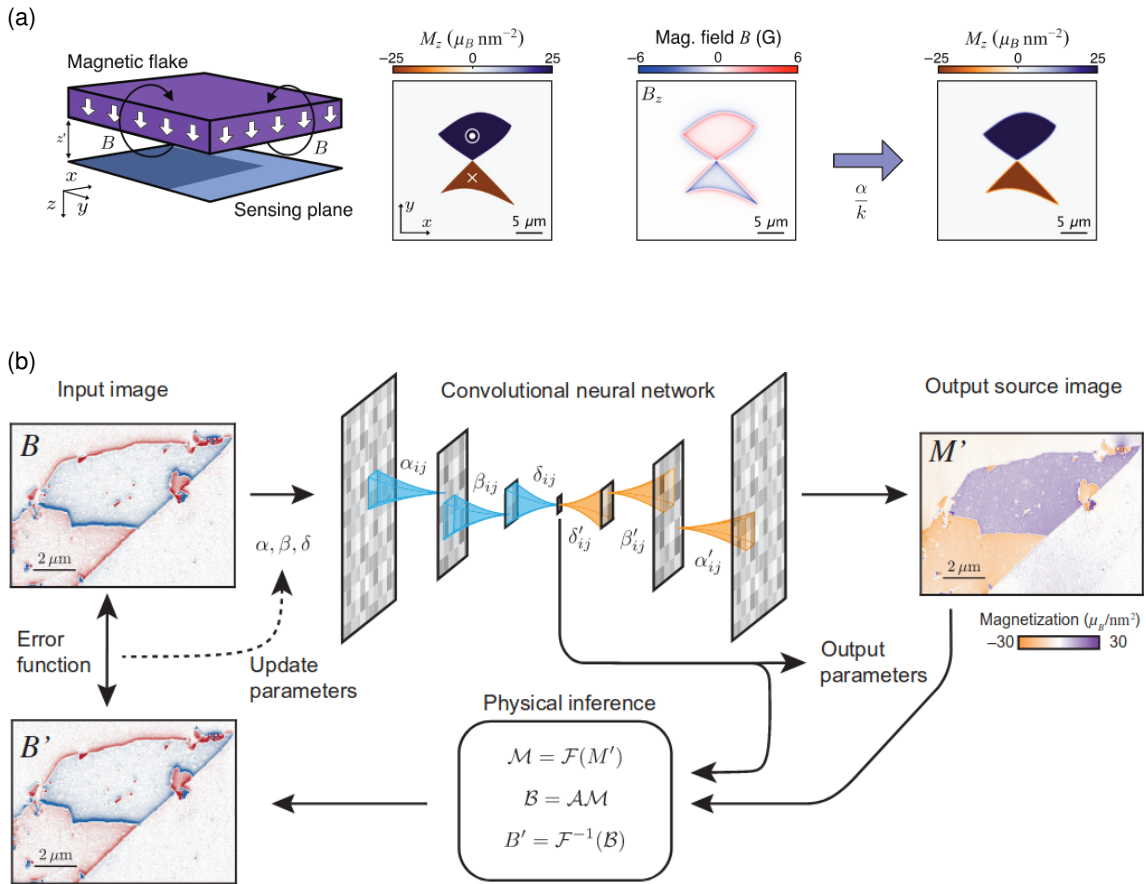 (a)
Magnetic flake
z'
B
B
x
z
y
Sensing plane
M_z (μ_B nm⁻²)
−25 0 25
y
x
5 μm
Mag. field B (G)
−6 0 6
B_z
5 μm
α
k
M_z (μ_B nm⁻²)
−25 0 25
5 μm
(b)
Input image
B
2 μm
Convolutional neural network
α_ij
β_ij
δ_ij
δ'_ij
β'_ij
α'_ij
Output source image
M'
2 μm
Magnetization (μ_B/nm²)
−30 30
α, β, δ
Error
function
Update
parameters
Output
parameters
Physical inference
ℳ = ℱ(M′)
ℬ = 𝒜ℳ
B′ = ℱ⁻¹(ℬ)
B'
2 μm